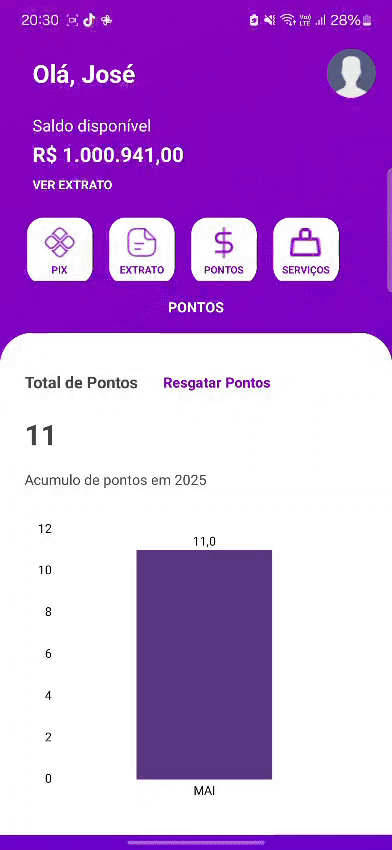 20:30 Vo) LTE 28%
Olá, José
Saldo disponível
R$ 1.000.941,00
VER EXTRATO
PIX EXTRATO PONTOS SERVIÇOS
PONTOS
Total de Pontos Resgatar Pontos
11
Acumulo de pontos em 2025
12
11,0
10
8
6
4
2
0
MAI